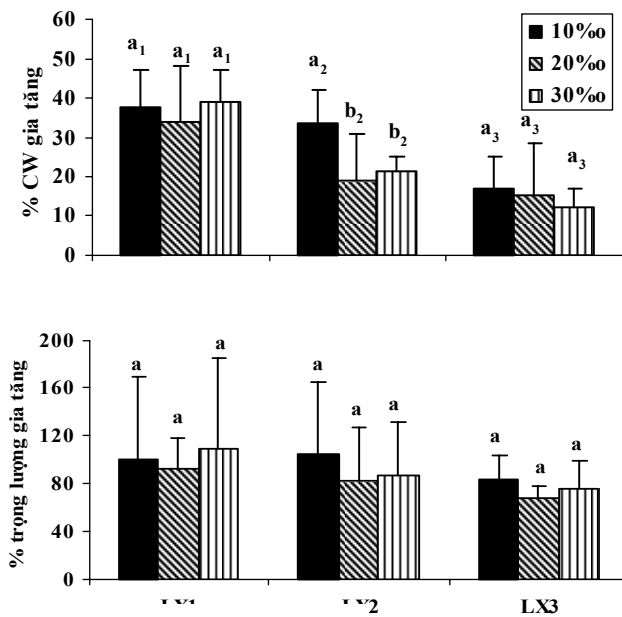 60
50
40
30
20
10
0
% CW gia tăng
a1 a1 a1
a2 b2 b2
a3 a3 a3
10‰
20‰
30‰
200
160
120
80
40
0
% trọng lượng gia tăng
a a a
a a a
a a a
LX1 LX2 LX3